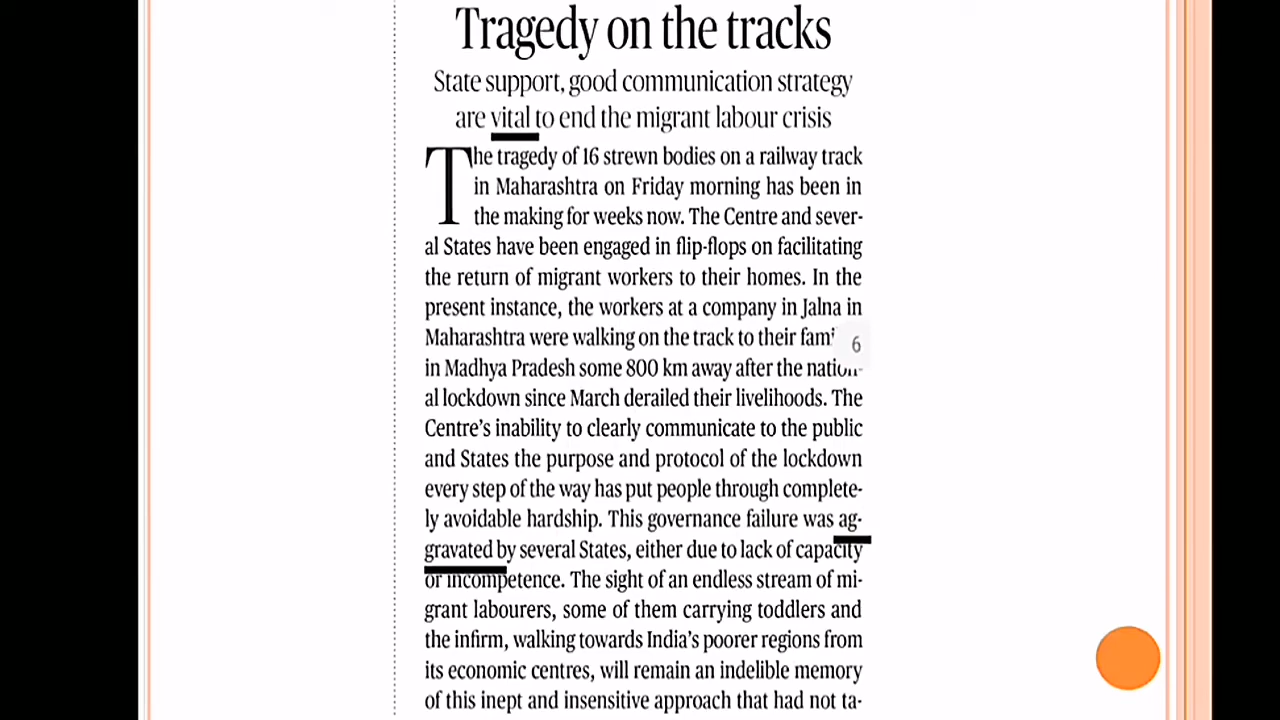 Tragedy on the tracks
State support, good communication strategy
are vital to end the migrant labour crisis
The tragedy of 16 strewn bodies on a railway track
in Maharashtra on Friday morning has been in
the making for weeks now. The Centre and sever-
al States have been engaged in flip-flops on facilitating
the return of migrant workers to their homes. In the
present instance, the workers at a company in Jalna in
Maharashtra were walking on the track to their
6
in Madhya Pradesh some 800 km away after the nation-
al lockdown since March derailed their livelihoods. The
Centre's inability to clearly communicate to the public
and States the purpose and protocol of the lockdown
every step of the way has put people through complete-
ly avoidable hardship. This governance failure was ag-
gravated by several States, either due to lack of capacity
or incompetence. The sight of an endless stream of mi-
grant labourers, some of them carrying toddlers and
the infirm, walking towards India's poorer regions from
its economic centres, will remain an indelible memory
of this inept and insensitive approach that had not ta-